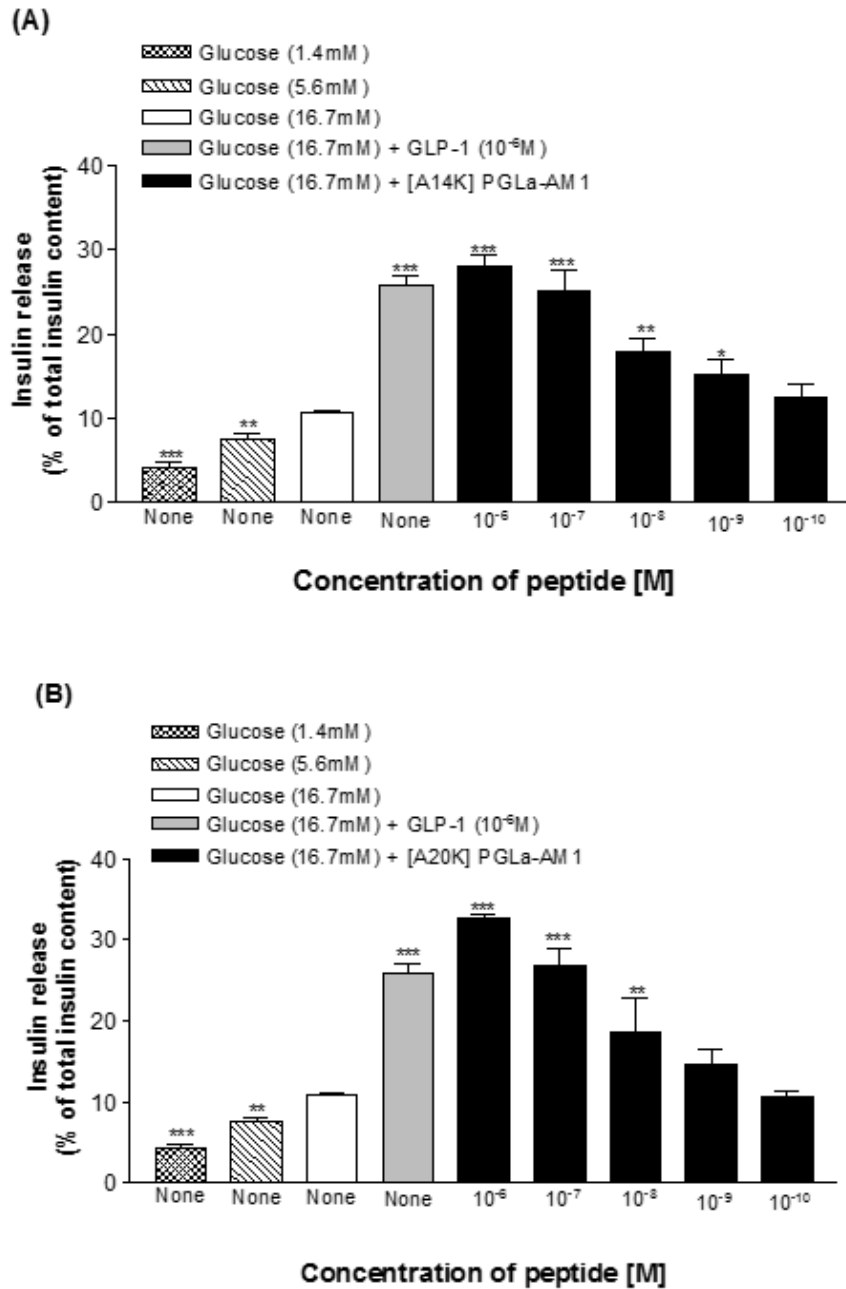 (A)
Glucose (1.4mM)
Glucose (5.6mM)
Glucose (16.7mM)
Glucose (16.7mM) + GLP-1 (10⁻⁶M)
Glucose (16.7mM) + [A14K] PGLa-AM1
Insulin release
(% of total insulin content)
40
30
20
10
0
*** ** *** *** *** ** *
None None None None 10⁻⁶ 10⁻⁷ 10⁻⁸ 10⁻⁹ 10⁻¹⁰
Concentration of peptide [M]
(B)
Glucose (1.4mM)
Glucose (5.6mM)
Glucose (16.7mM)
Glucose (16.7mM) + GLP-1 (10⁻⁶M)
Glucose (16.7mM) + [A20K] PGLa-AM1
Insulin release
(% of total insulin content)
40
30
20
10
0
*** ** *** *** *** **
None None None None 10⁻⁶ 10⁻⁷ 10⁻⁸ 10⁻⁹ 10⁻¹⁰
Concentration of peptide [M]